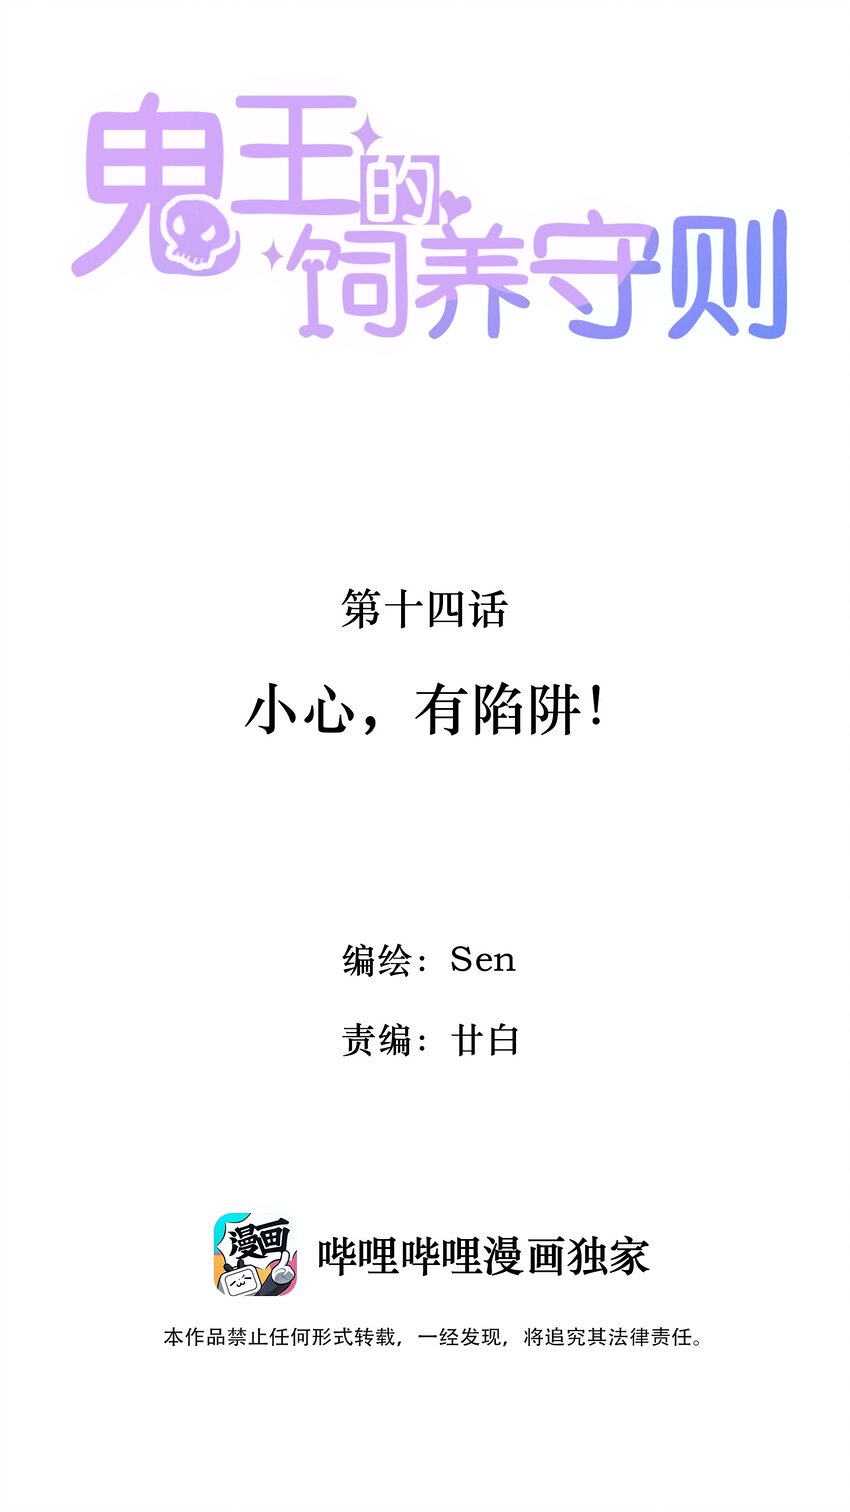 鬼王的
饲养守则
第十四话
小心，有陷阱！
编绘：Sen
责编：廿白
漫画
哔哩哔哩漫画独家
本作品禁止任何形式转载，一经发现，将追究其法律责任。